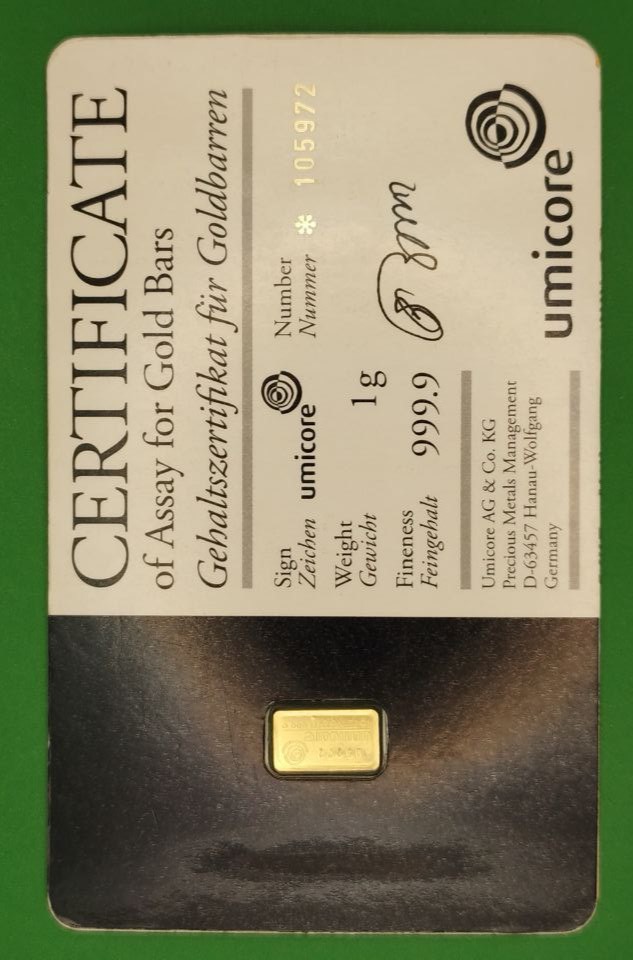 CERTIFICATE
of Assay for Gold Bars
Gehaltszertifikat für Goldbarren
Sign
Zeichen
umicore
Number
Nummer
* 105972
Weight
Gewicht
1g
Fineness
Feingehalt
999.9
Umicore AG & Co. KG
Precious Metals Management
D-63457 Hanau-Wolfgang
Germany
umicore